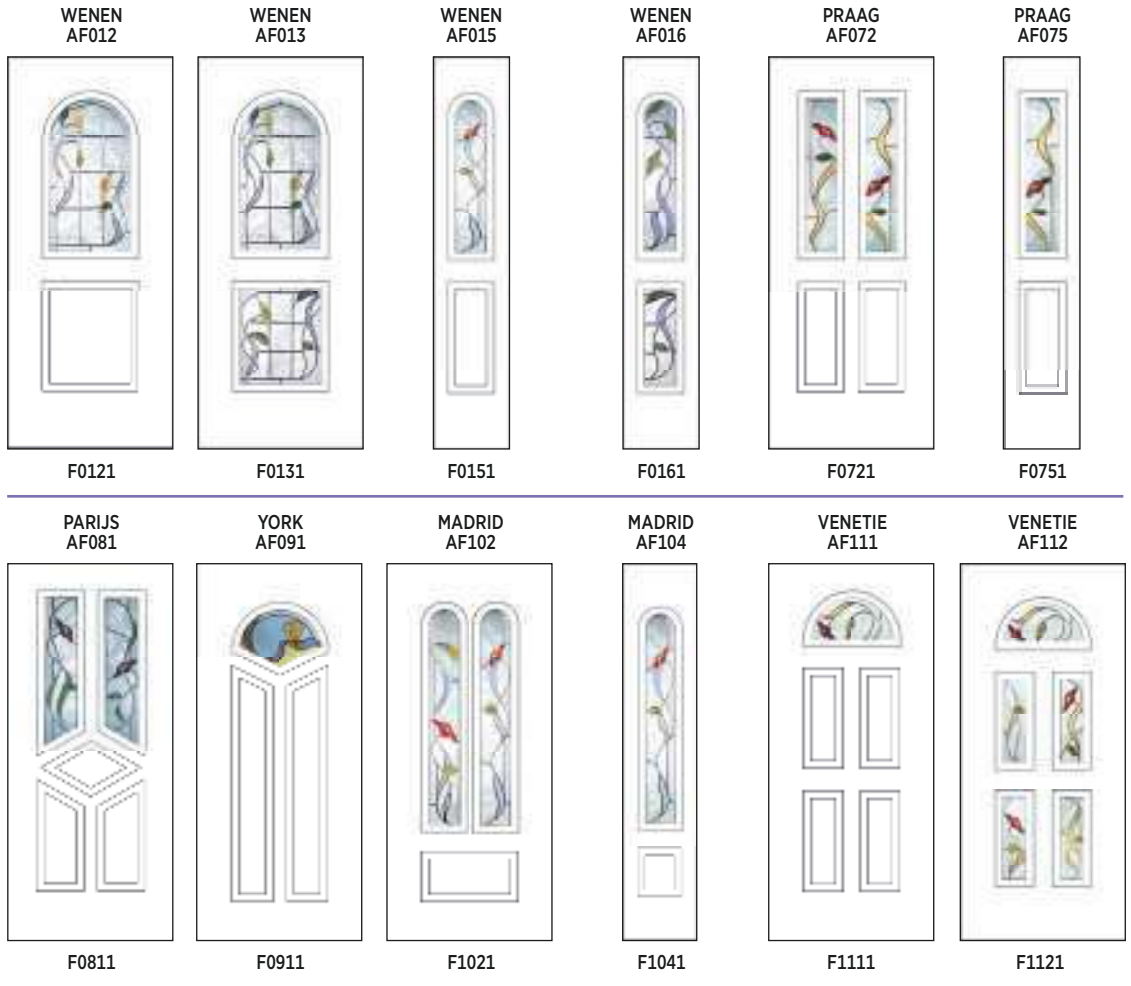 WENEN
AF012
WENEN
AF013
WENEN
AF015
WENEN
AF016
PRAAG
AF072
PRAAG
AF075
F0121
F0131
F0151
F0161
F0721
F0751
PARIJS
AF081
YORK
AF091
MADRID
AF102
MADRID
AF104
VENETIE
AF111
VENETIE
AF112
F0811
F0911
F1021
F1041
F1111
F1121